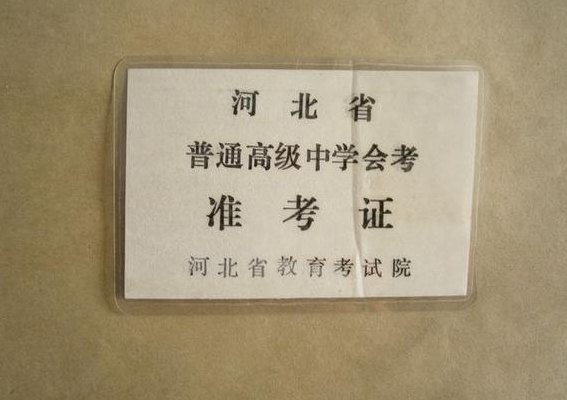 河北省
普通高级中学会考
准考证
河北省教育考试院